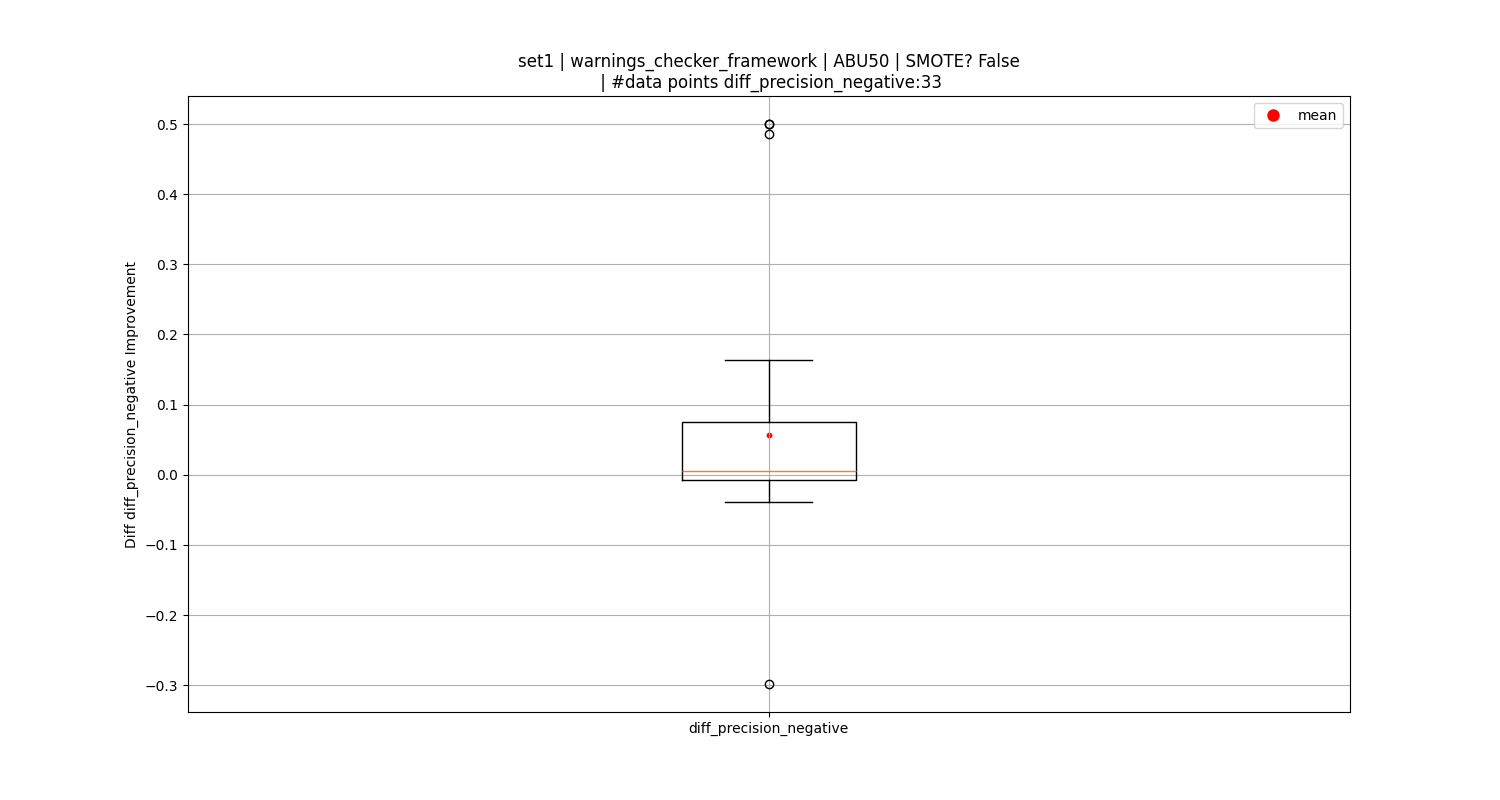 set1 | warnings_checker_framework | ABU50 | SMOTE? False
| #data points diff_precision_negative:33
mean
0.5
0.4
0.3
0.2
0.1
0.0
−0.1
−0.2
−0.3
Diff diff_precision_negative Improvement
diff_precision_negative